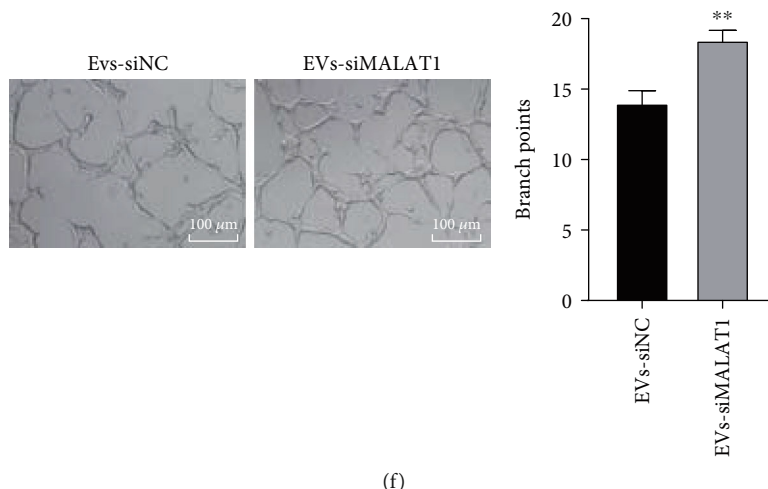 Evs-siNC
EVs-siMALAT1
100 µm
100 µm
Branch points
20
15
10
5
0
**
EVs-siNC
EVs-siMALAT1
(f)